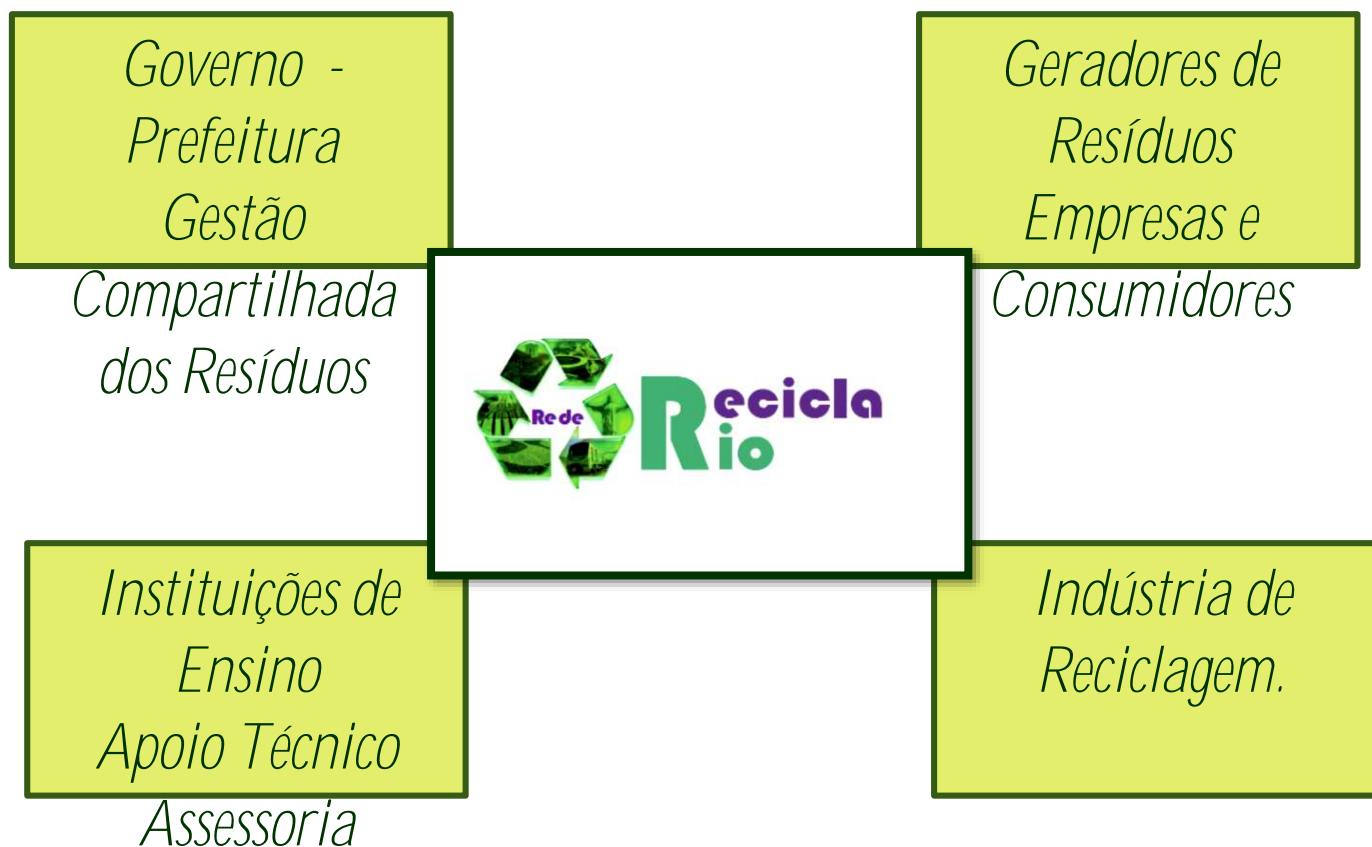 Governo -
Prefeitura
Gestão
Compartilhada
dos Resíduos
Geradores de
Resíduos
Empresas e
Consumidores
Rede
Recicla
Rio
Instituições de
Ensino
Apoio Técnico
Assessoria
Indústria de
Reciclagem.